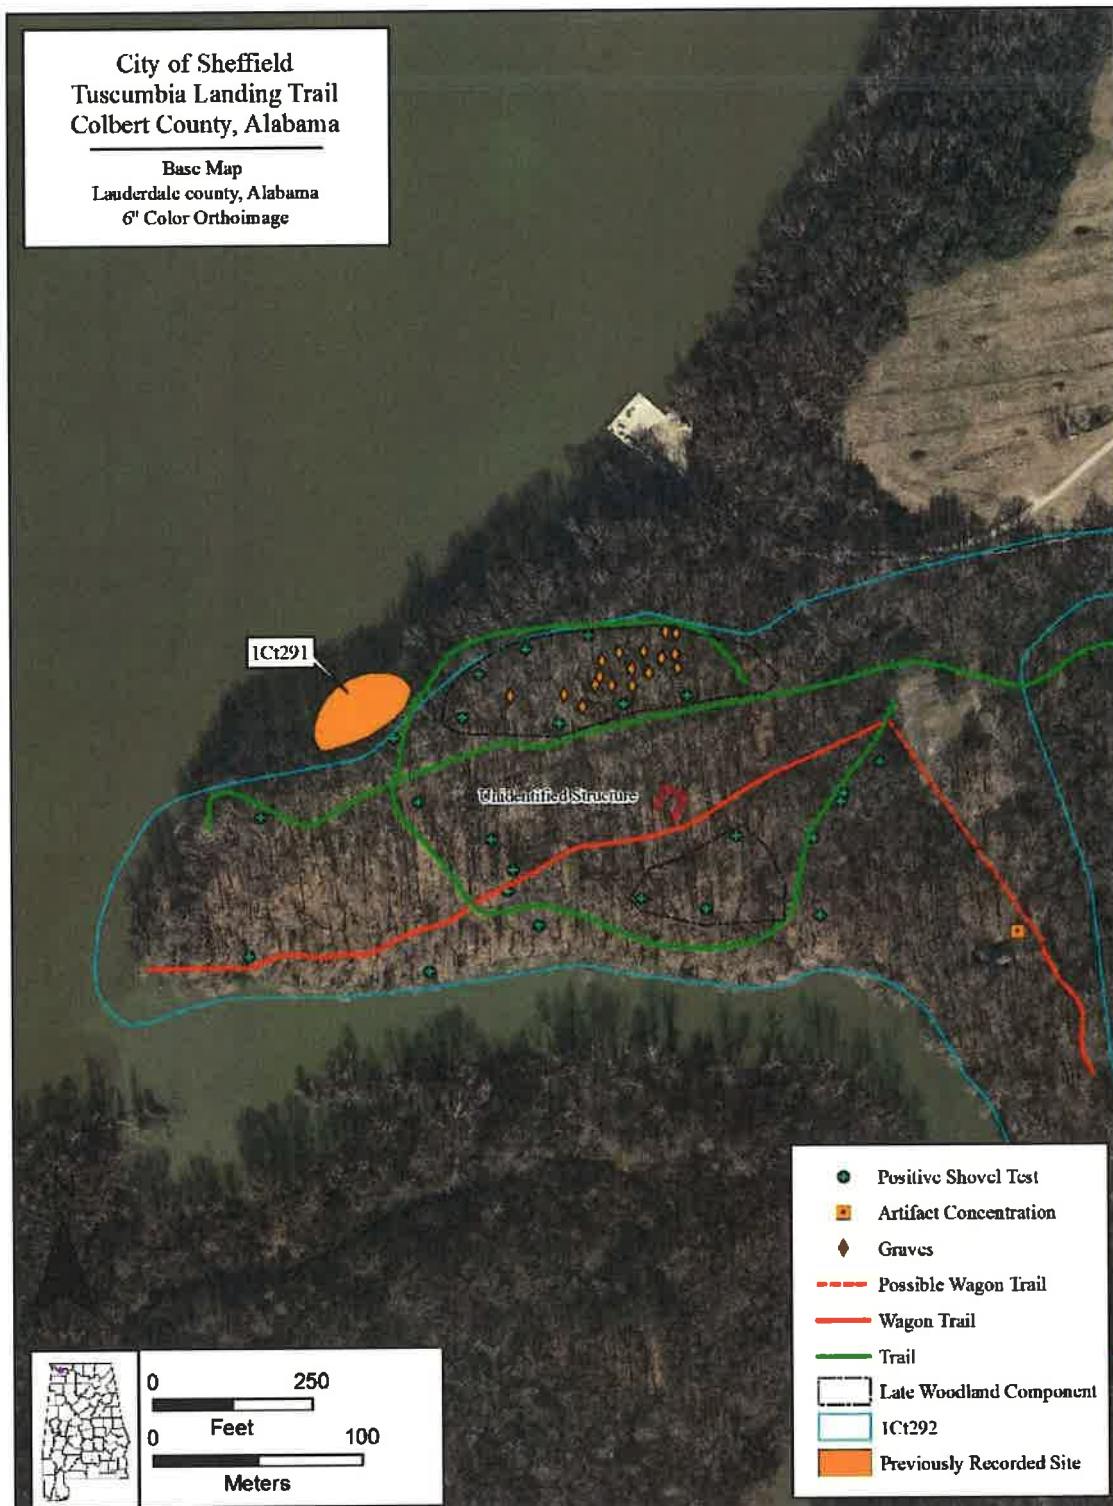 City of Sheffield
Tuscumbia Landing Trail
Colbert County, Alabama
Base Map
Lauderdale county, Alabama
6" Color Orthoimage
1Ct291
Unidentified Structure
Positive Shovel Test
Artifact Concentration
Graves
Possible Wagon Trail
Wagon Trail
Trail
Late Woodland Component
1Ct292
Previously Recorded Site
0 250
Feet
0 100
Meters